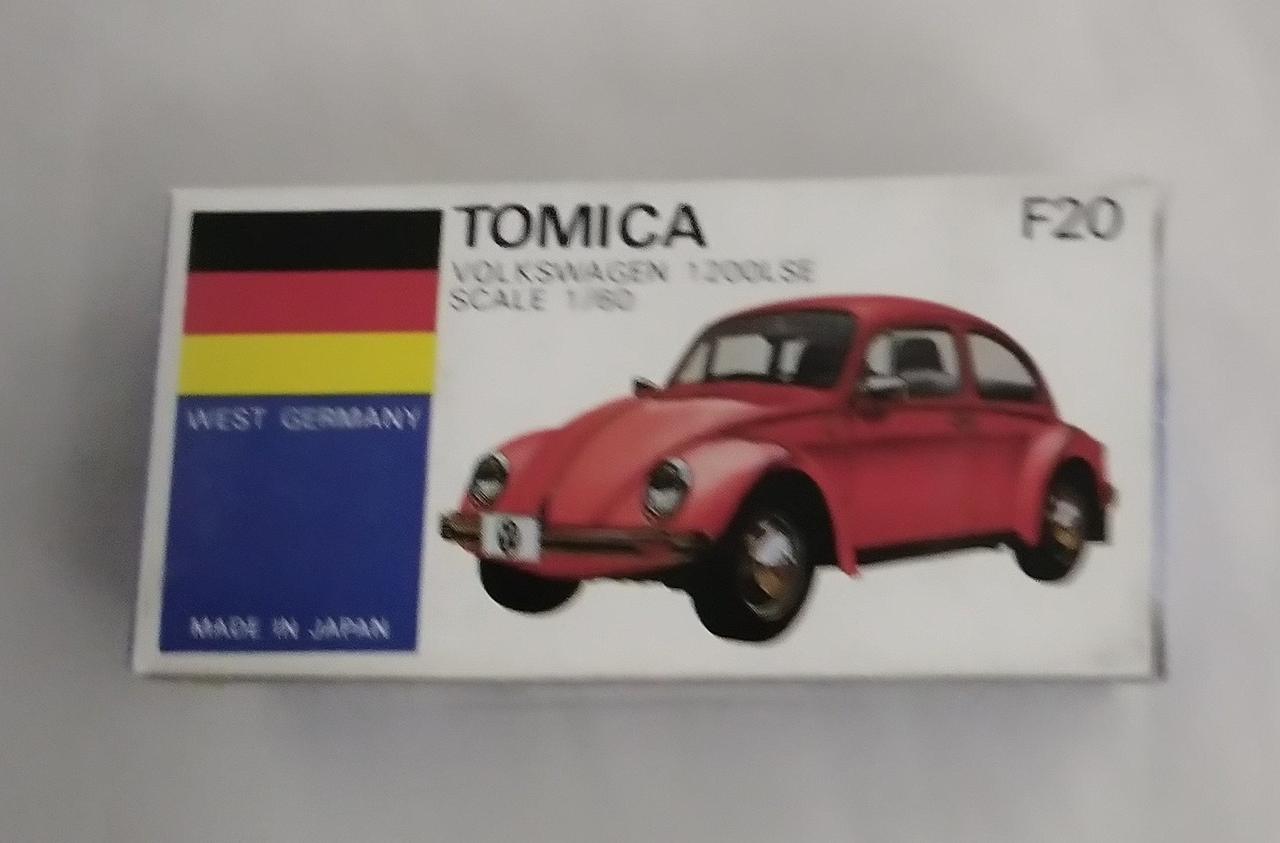 TOMICA
F20
VOLKSWAGEN 1200LSE
SCALE 1/60
WEST GERMANY
MADE IN JAPAN